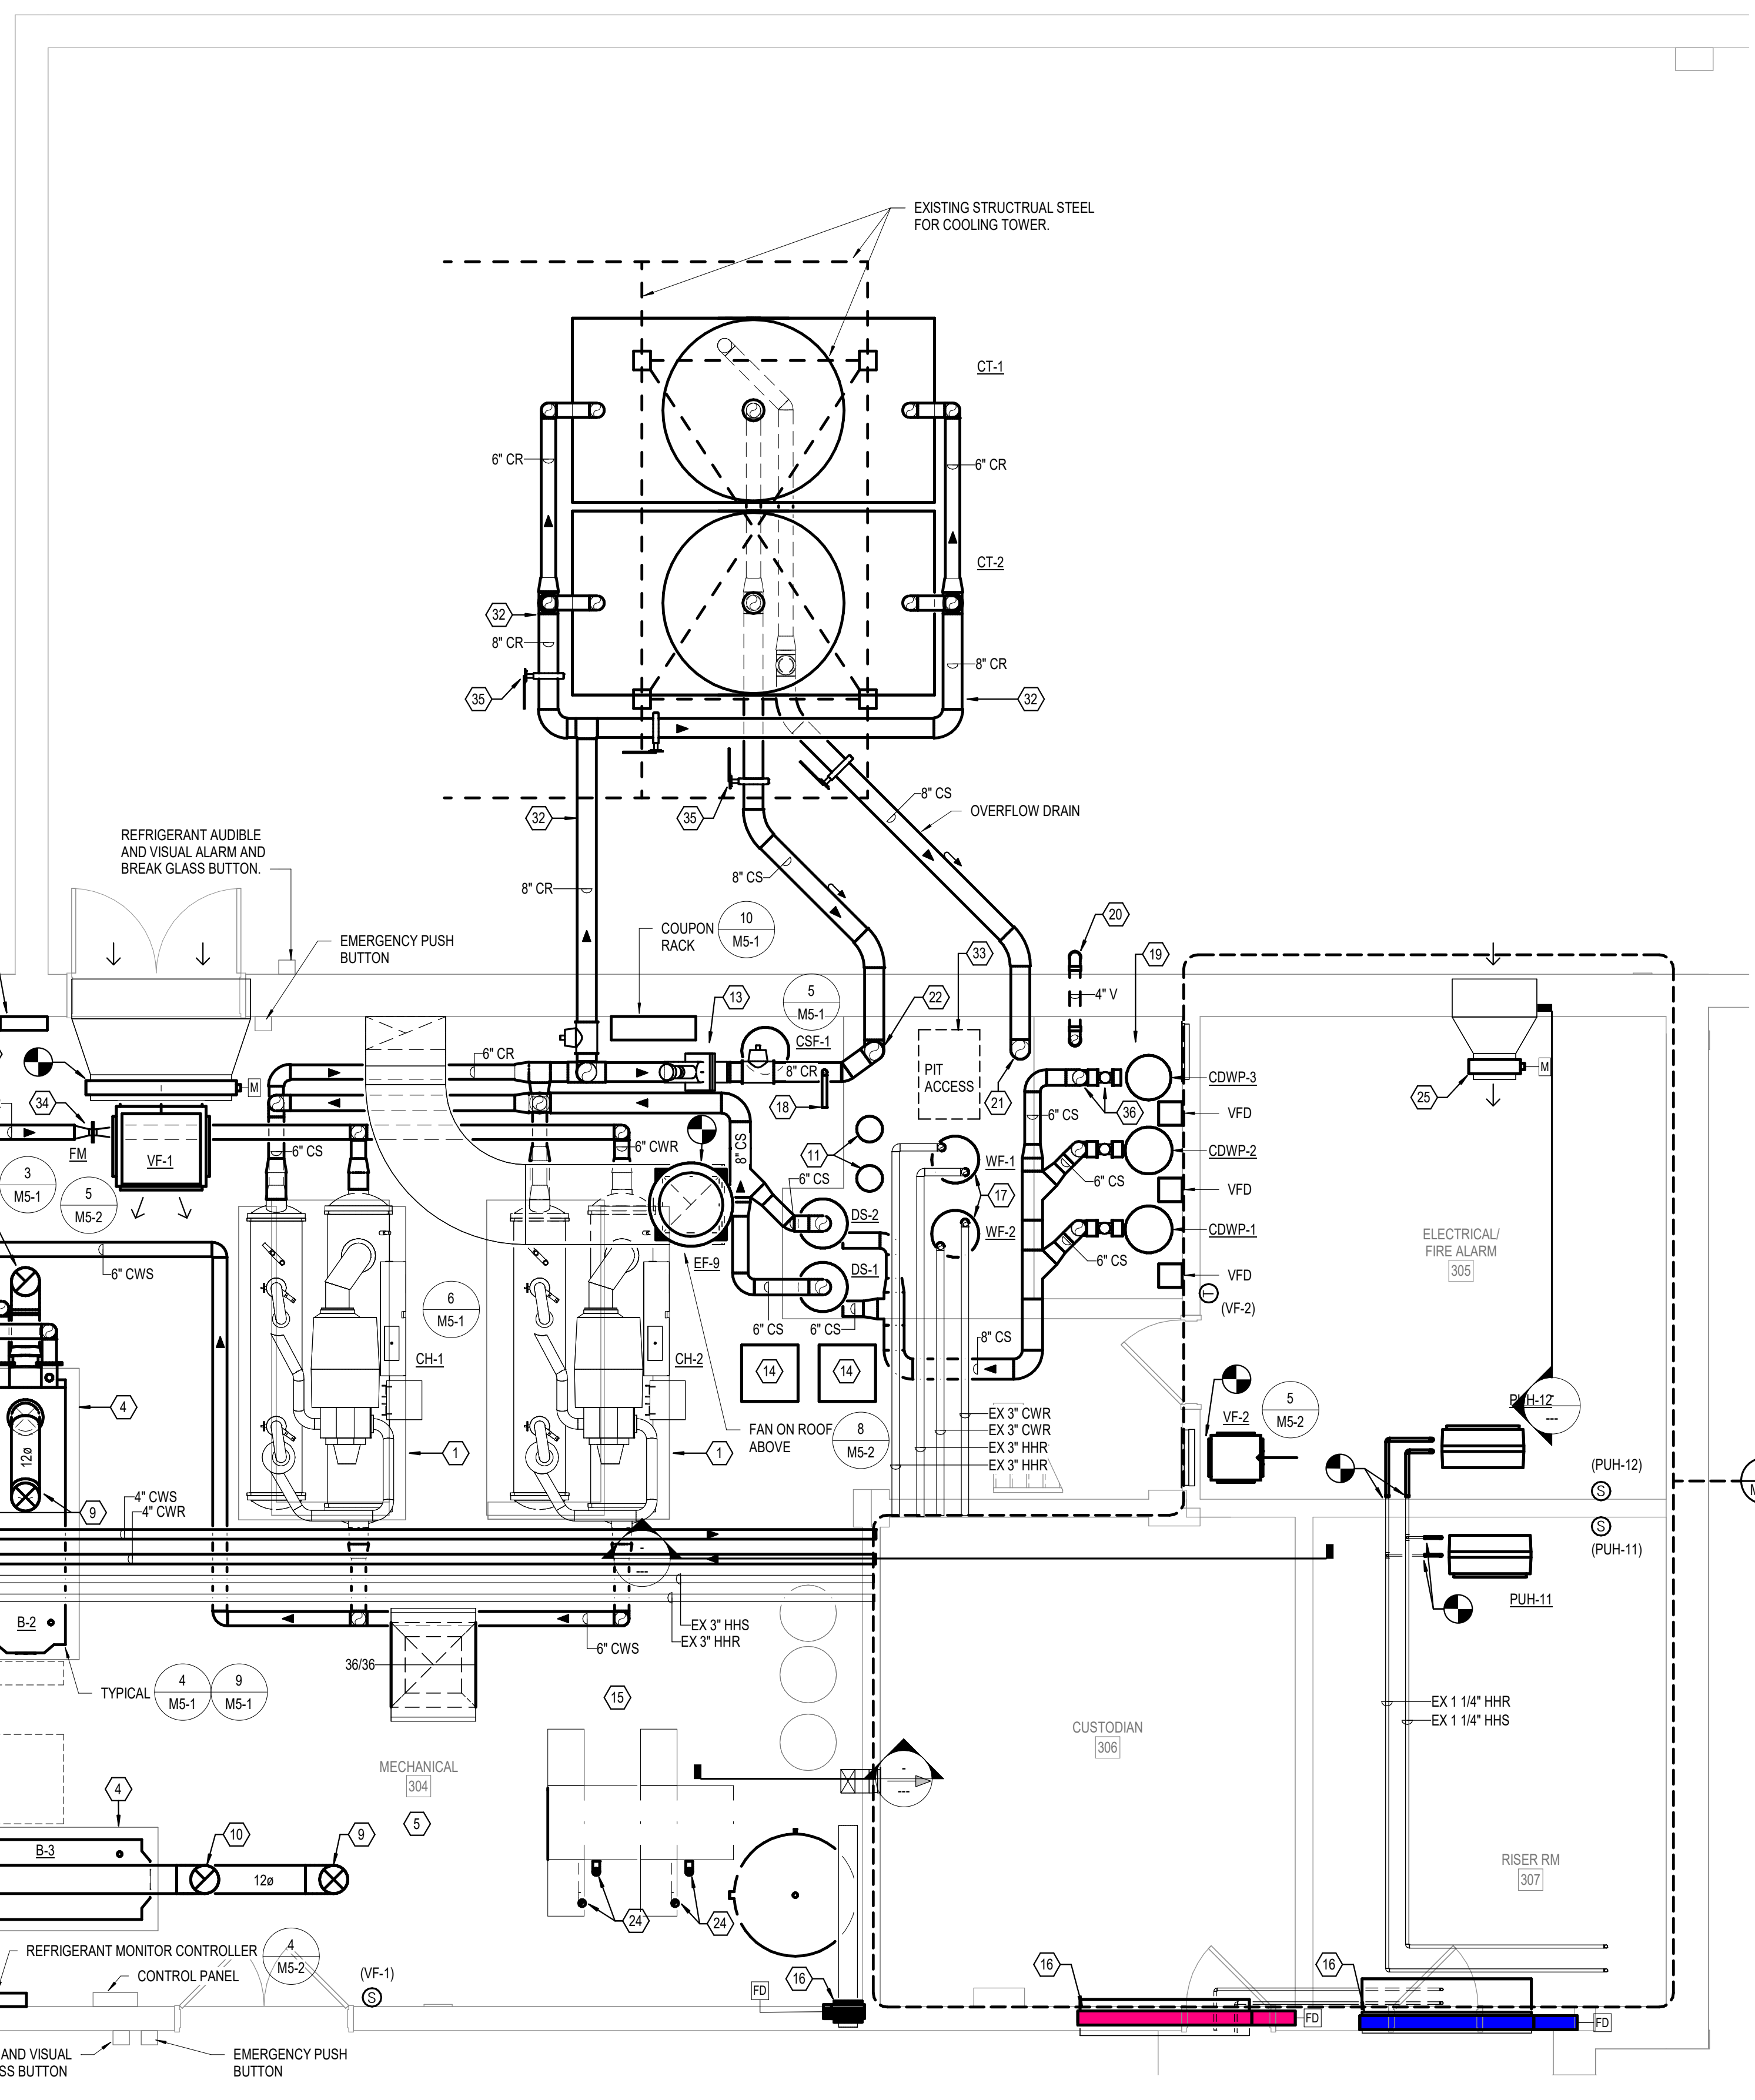 EXISTING STRUCTRUAL STEEL
FOR COOLING TOWER.
CT-1
6" CR
6" CR
CT-2
32
8" CR
8" CR
35
32
8" CS
OVERFLOW DRAIN
32
35
REFRIGERANT AUDIBLE
AND VISUAL ALARM AND
BREAK GLASS BUTTON.
8" CS
8" CR
EMERGENCY PUSH
BUTTON
COUPON
RACK
10
M5-1
20
33
19
13
5
M5-1
22
4" V
CSF-1
6" CR
8" CR
PIT
ACCESS
M
34
18
21
6" CS
36
CDWP-3
VFD
25
M
FM
VF-1
6" CS
6" CWR
8" CS
11
6" CS
WF-1
17
6" CS
CDWP-2
VFD
3
M5-1
5
M5-2
DS-2
WF-2
CDWP-1
6" CS
ELECTRICAL/
FIRE ALARM
305
6" CWS
EF-9
DS-1
VFD
T
(VF-2)
6
M5-1
6" CS
6" CS
8" CS
CH-1
CH-2
14
14
4
12ø
FAN ON ROOF
ABOVE
8
M5-2
EX 3" CWR
EX 3" CWR
EX 3" HHR
EX 3" HHR
VF-2
5
M5-2
PUH-12
-
---
1
1
(PUH-12)
S
4" CWS
4" CWR
9
S
(PUH-11)
-
---
PUH-11
B-2
EX 3" HHS
EX 3" HHR
6" CWS
36/36
TYPICAL
4
M5-1
9
M5-1
15
EX 1 1/4" HHR
EX 1 1/4" HHS
CUSTODIAN
306
MECHANICAL
304
-
---
4
5
B-3
10
9
12ø
RISER RM
307
24
24
REFRIGERANT MONITOR CONTROLLER
4
M5-2
CONTROL PANEL
(VF-1)
S
FD
16
16
16
FD
FD
AND VISUAL
SS BUTTON
EMERGENCY PUSH
BUTTON